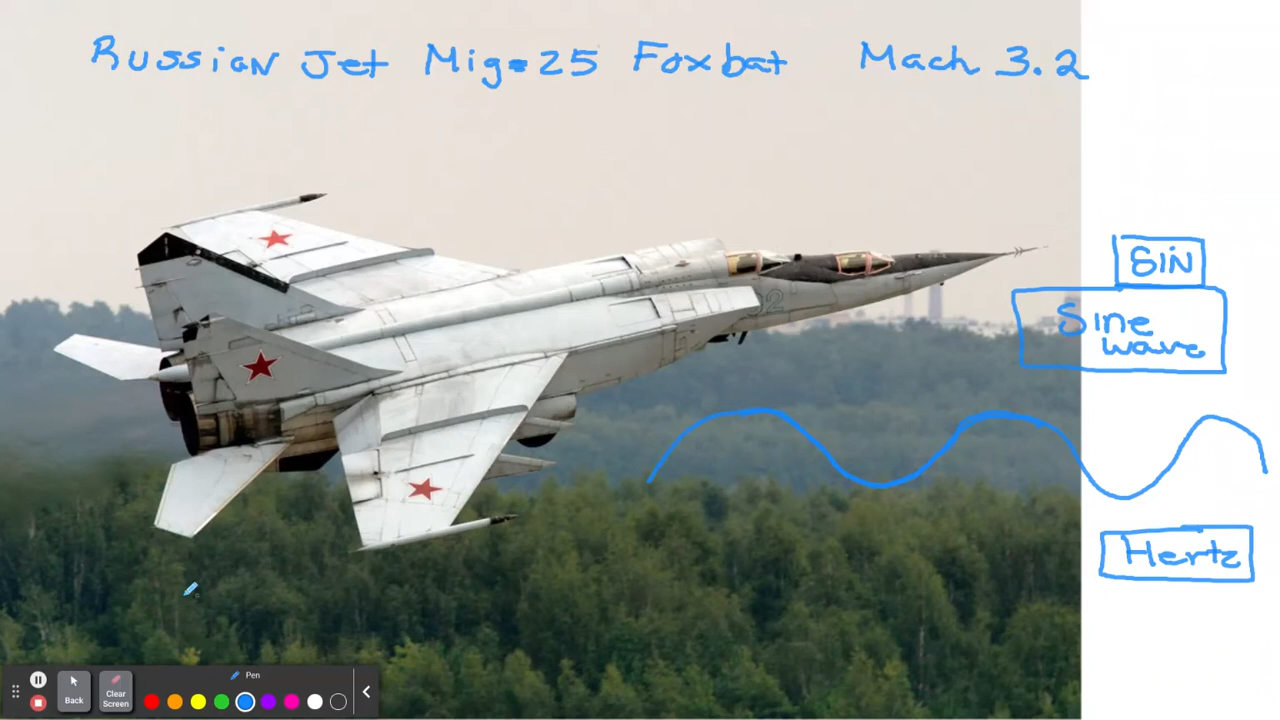 Russian Jet Mig=25 Foxbat Mach 3.2
SIN
Sine
wave
Hertz
Pen
Back
Clear
Screen